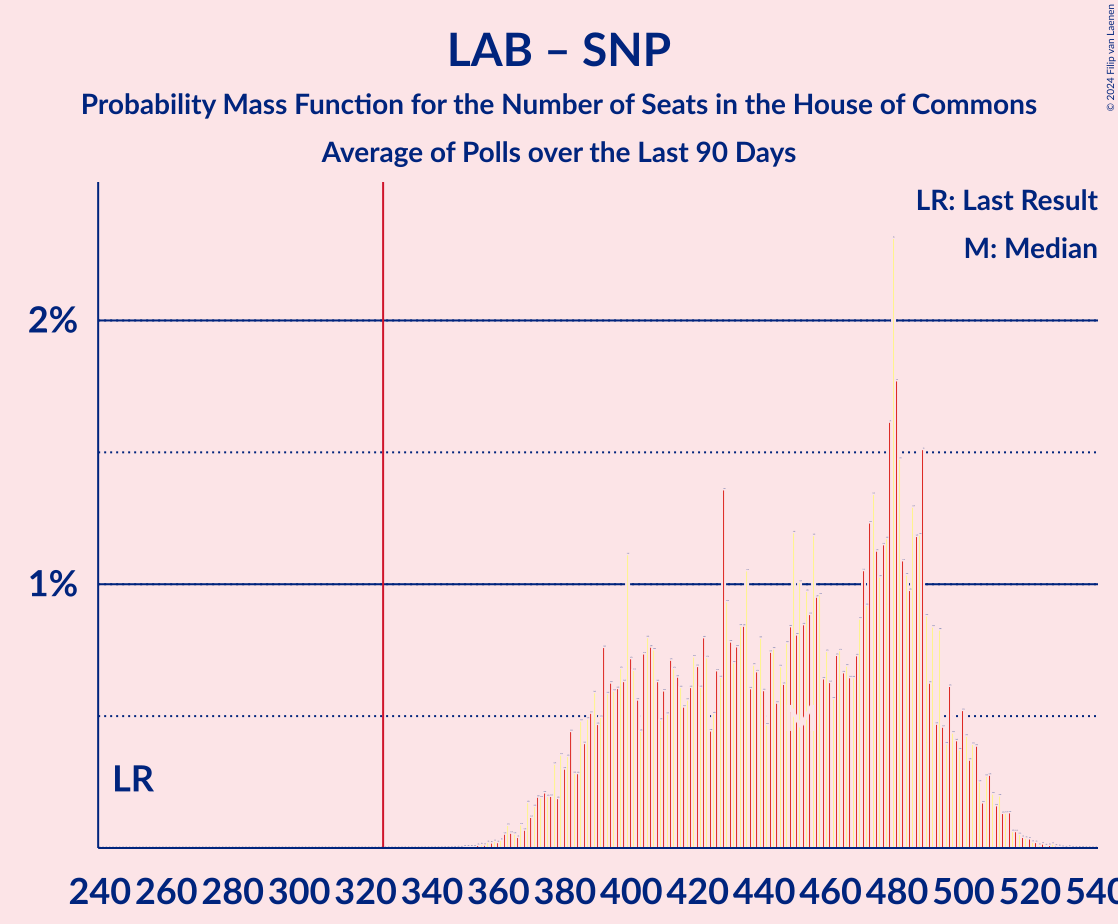 LAB – SNP
Probability Mass Function for the Number of Seats in the House of Commons
Average of Polls over the Last 90 Days
© 2024 Filip van Laenen
LR: Last Result
M: Median
2%
1%
LR
M
240 260 280 300 320 340 360 380 400 420 440 460 480 500 520 540